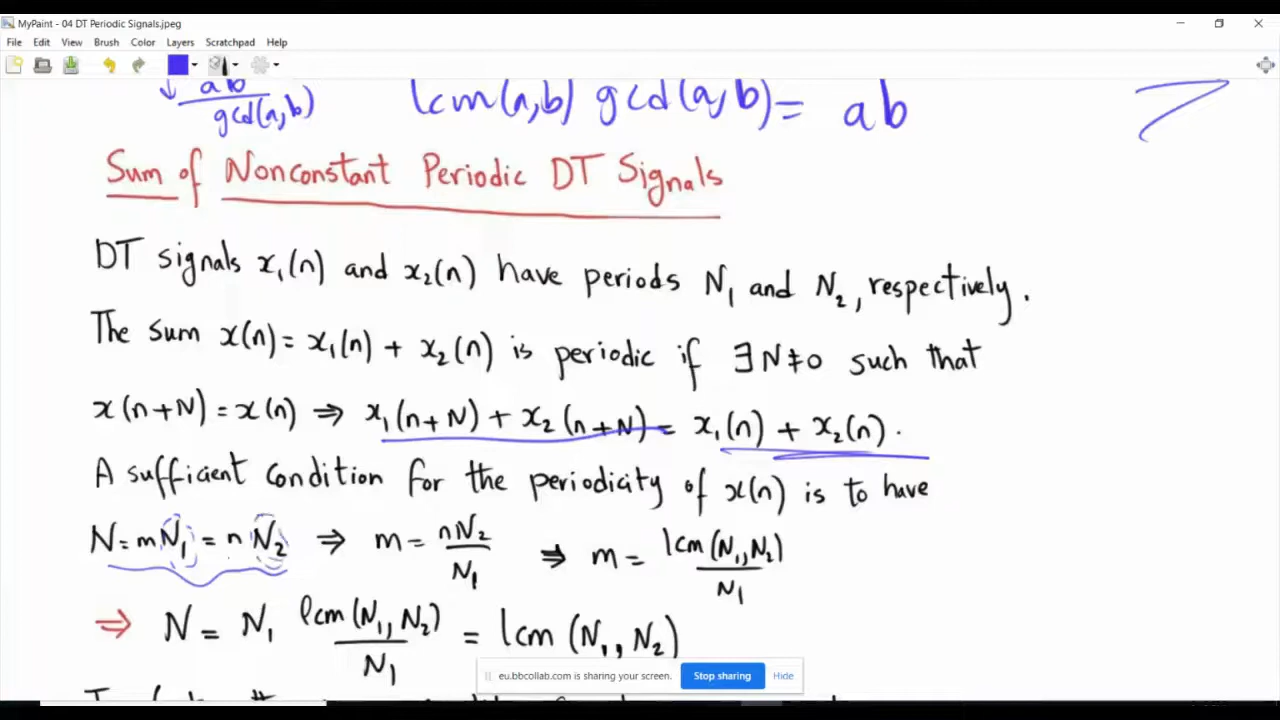 MyPaint - 04 DT Periodic Signals.jpeg
File Edit View Brush Color Layers Scratchpad Help
ab
gcd(a,b)
lcm(a,b) gcd(a,b) = ab
Sum of Nonconstant Periodic DT Signals
DT signals x₁(n) and x₂(n) have periods N₁ and N₂, respectively.
The sum x(n) = x₁(n) + x₂(n) is periodic if ∃N≠0 such that
x(n+N) = x(n) ⇒ x₁(n+N) + x₂(n+N) = x₁(n) + x₂(n).
A sufficient condition for the periodicity of x(n) is to have
N = mN₁ = nN₂ ⇒ m = nN₂/N₁ ⇒ m = lcm(N₁,N₂)/N₁
⇒ N = N₁ lcm(N₁,N₂)/N₁ = lcm(N₁,N₂)
eu.bbcollab.com is sharing your screen. Stop sharing Hide